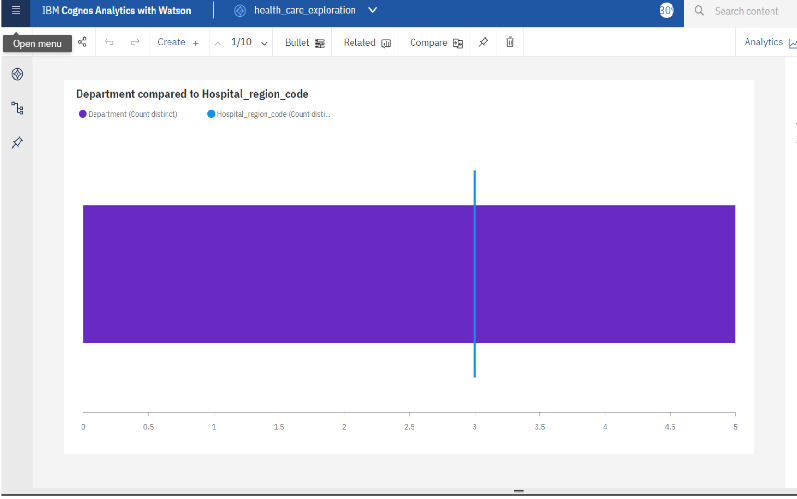 IBM Cognos Analytics with Watson
health_care_exploration
30
Search content
Open menu
Create +
1/10
Bullet
Related
Compare
Analytics
Department compared to Hospital_region_code
Department (Count distinct)
Hospital_region_code (Count disti...
0 0.5 1 1.5 2 2.5 3 3.5 4 4.5 5